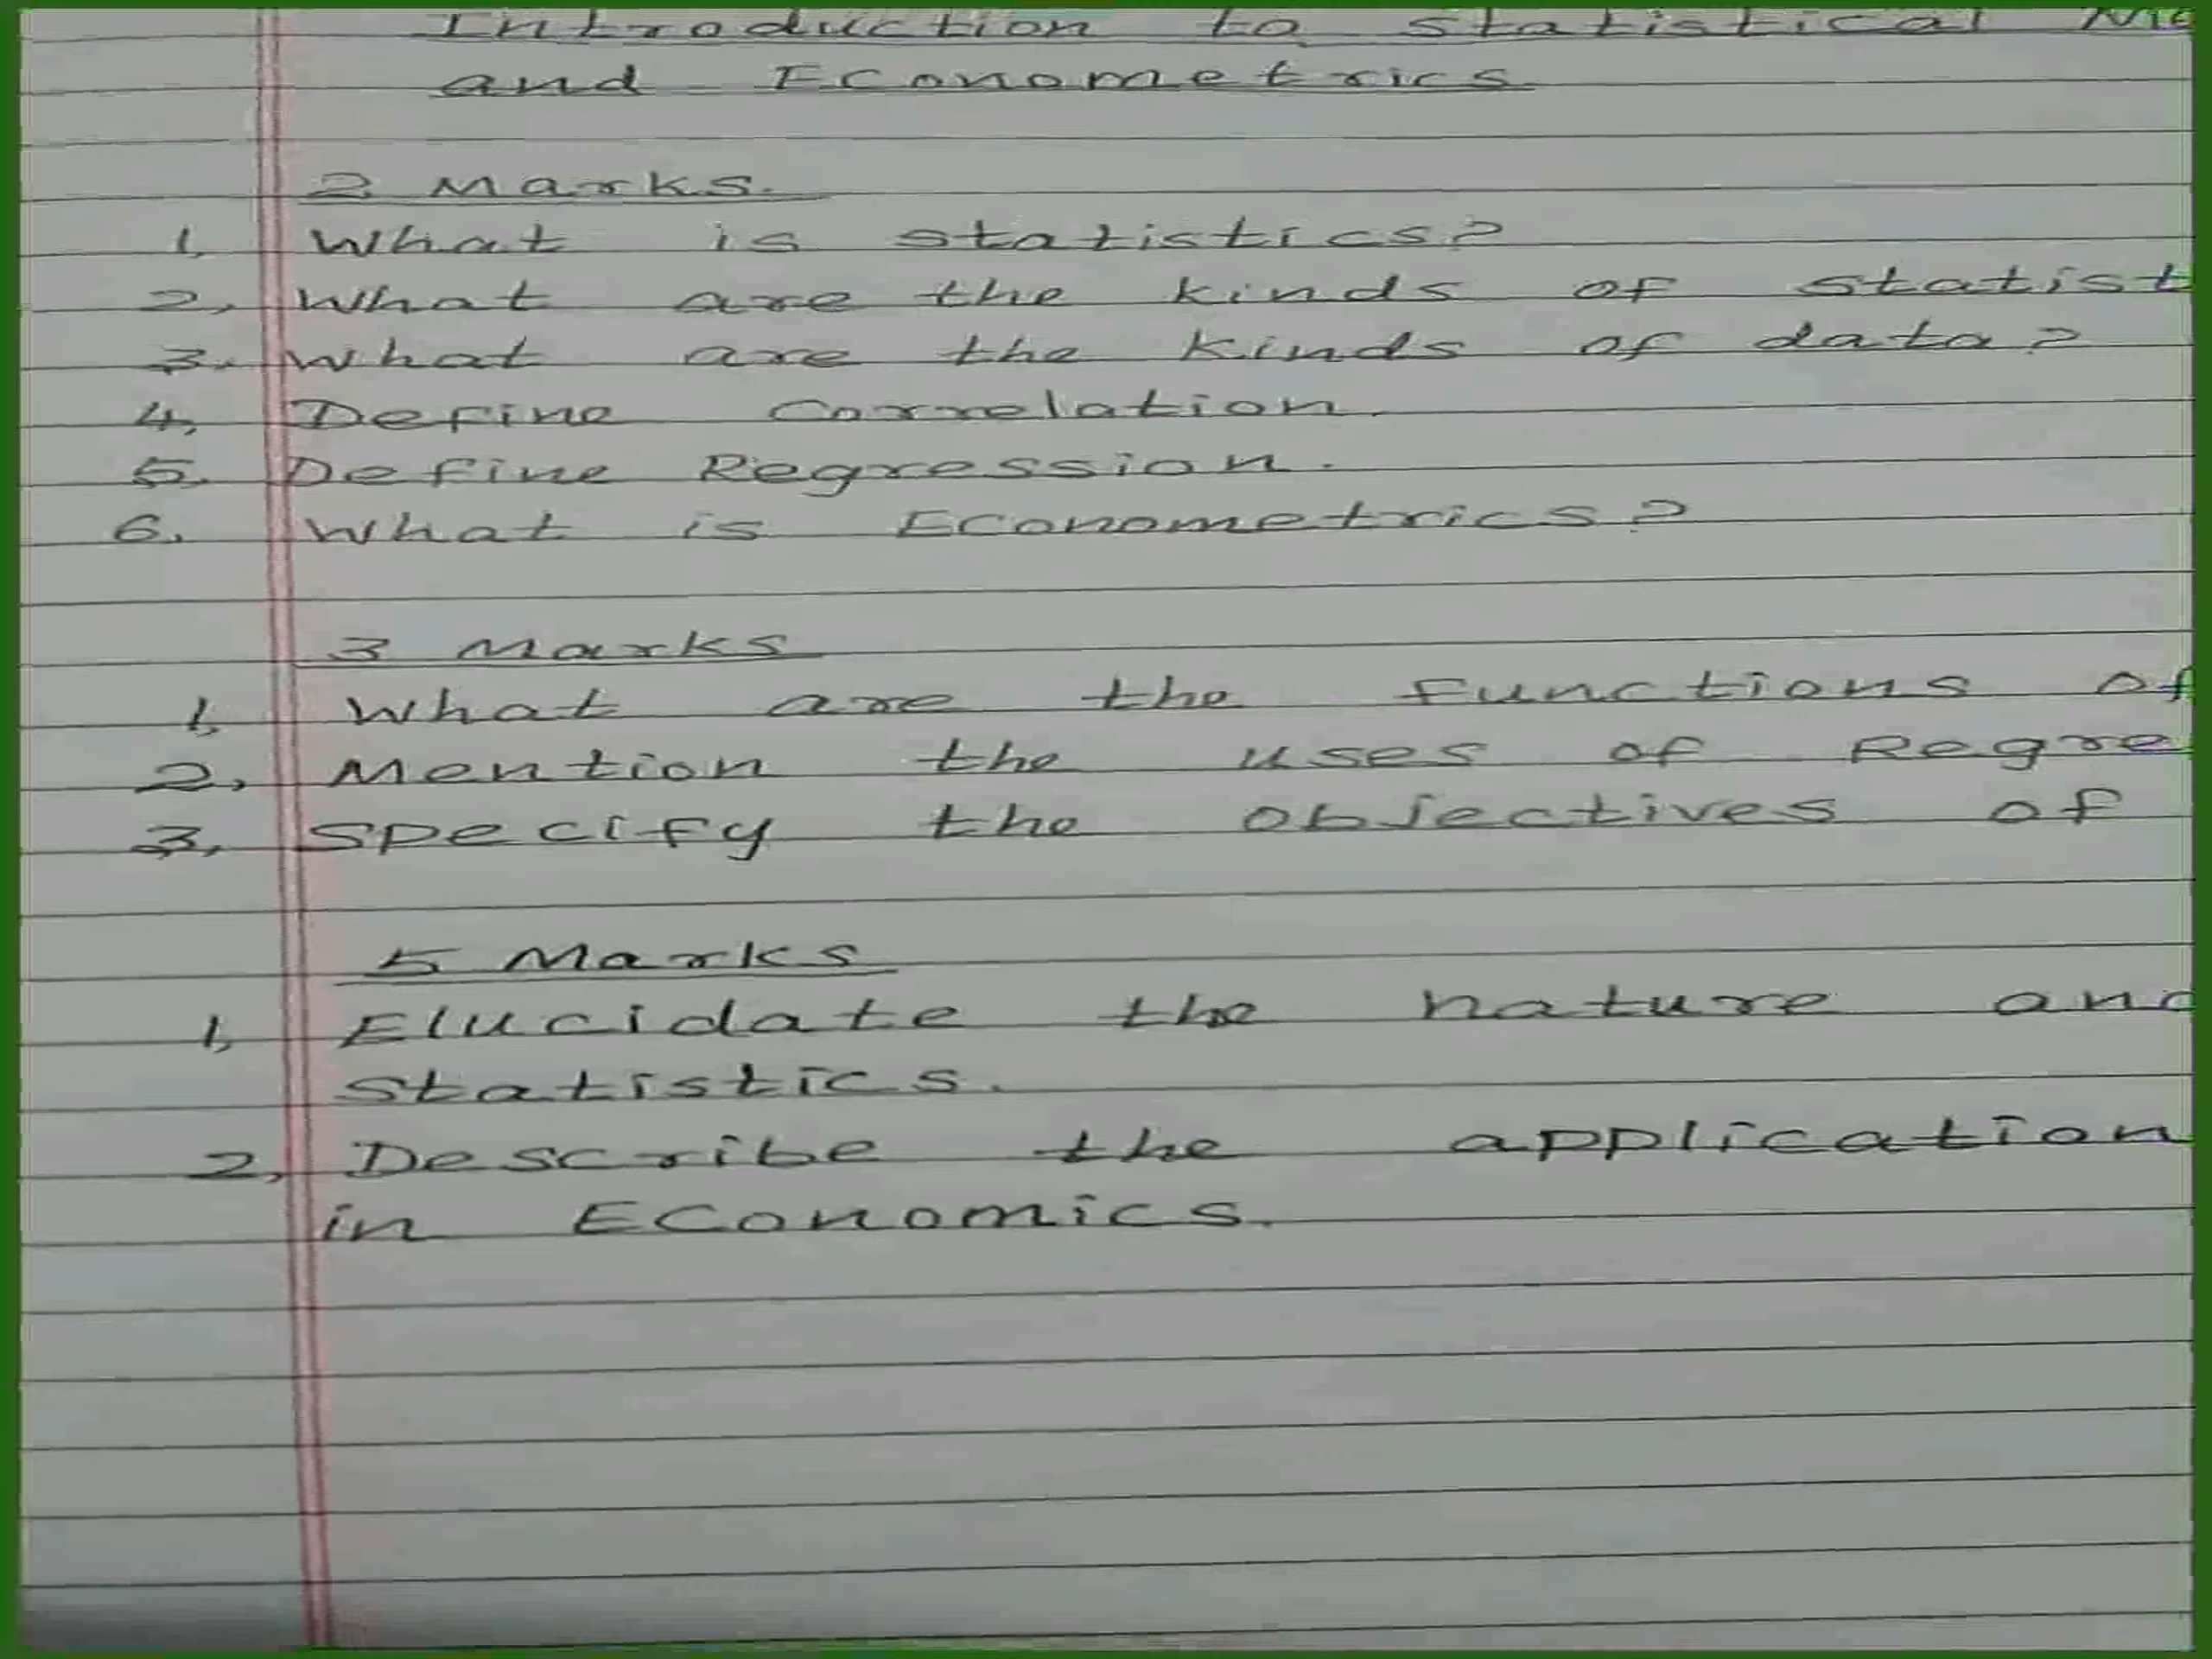 Introduction to Statistical
and Econometrics
2 Marks.
1. What is statistics?
2. What are the kinds of statist
3. What are the kinds of data?
4. Define Correlation.
5. Define Regression.
6. What is Econometrics?
3 Marks
1. What are the functions of
2. Mention the uses of Regre
3. Specify the objectives of
5 Marks
1. Elucidate the nature and
Statistics.
2. Describe the application
in Economics.